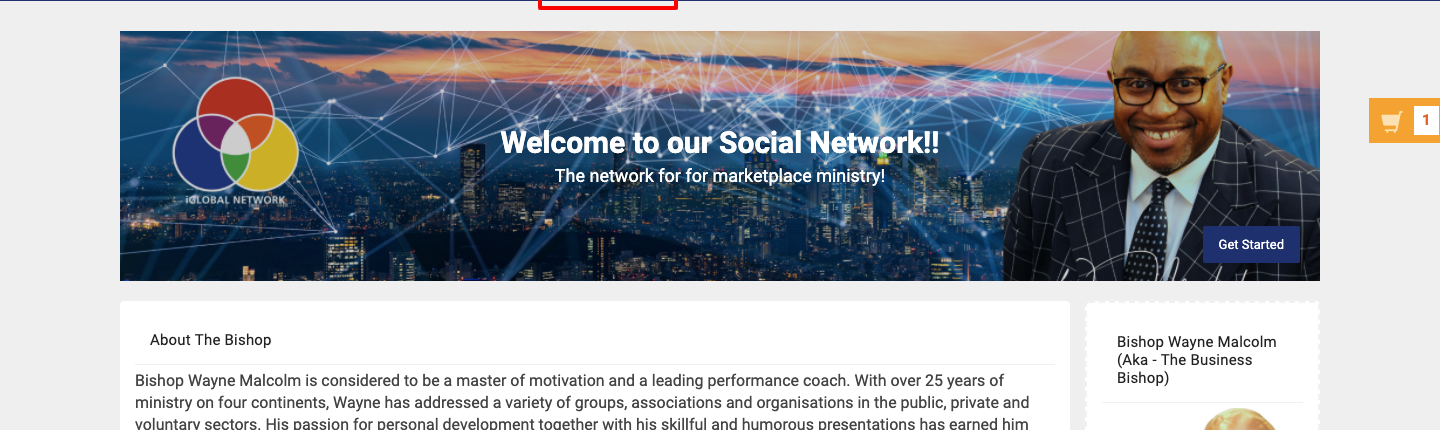 Welcome to our Social Network!!
The network for for marketplace ministry!
iGLOBAL NETWORK
Get Started
1
About The Bishop
Bishop Wayne Malcolm is considered to be a master of motivation and a leading performance coach. With over 25 years of
ministry on four continents, Wayne has addressed a variety of groups, associations and organisations in the public, private and
voluntary sectors. His passion for personal development together with his skillful and humorous presentations has earned him
Bishop Wayne Malcolm
(Aka - The Business
Bishop)